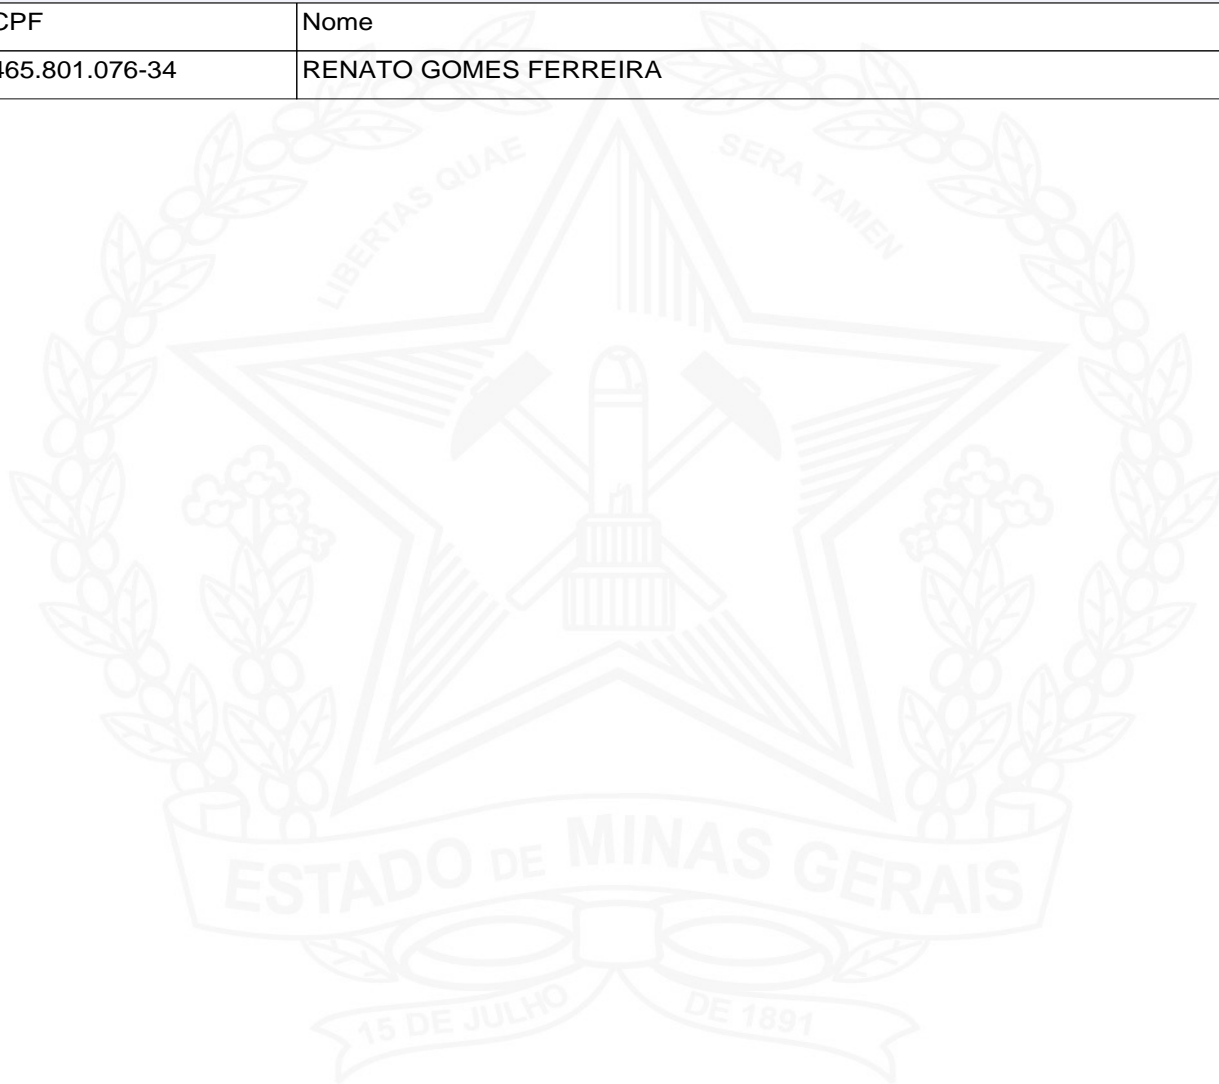 CPF Nome
465.801.076-34 RENATO GOMES FERREIRA
LIBERTAS QUAE SERA TAMEN
ESTADO DE MINAS GERAIS
15 DE JULHO DE 1891